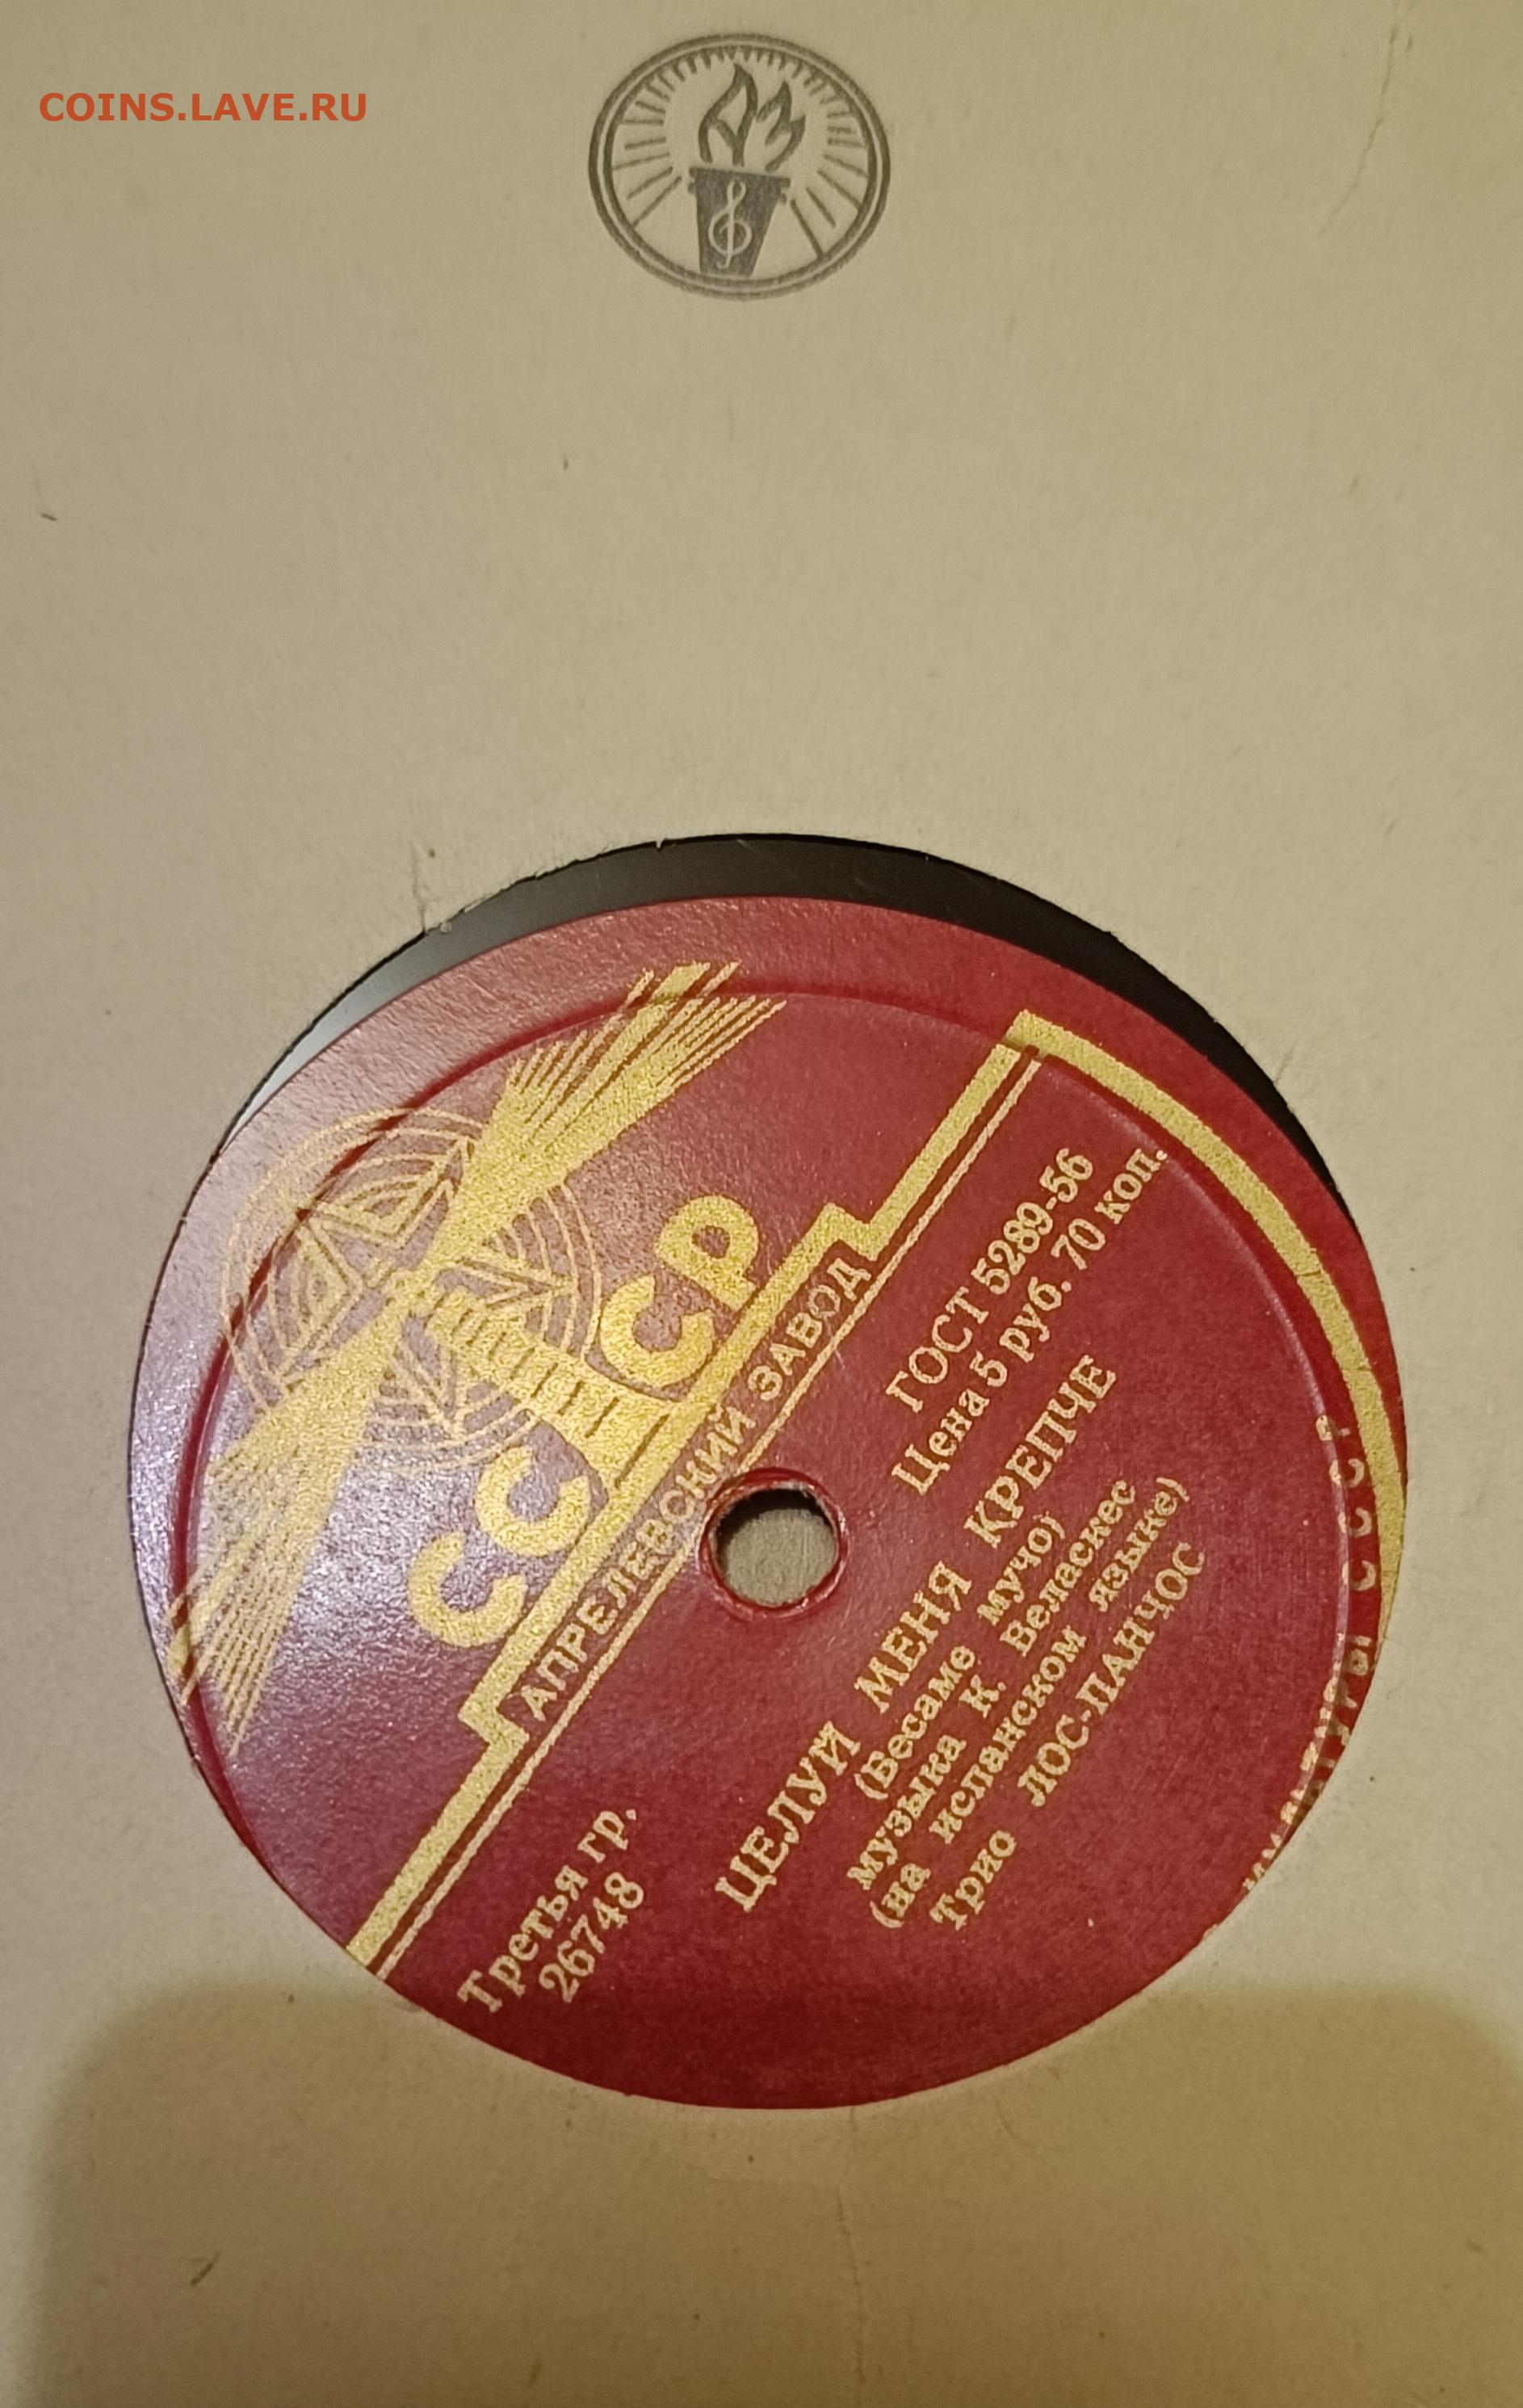 COINS.LAVE.RU
СССР
АПРЕЛЕВСКИЙ ЗАВОД
ГОСТ 5289-56
Цена 5 руб. 70 коп.
Третья гр.
26748
ЦЕЛУЙ МЕНЯ КРЕПЧЕ
(Бесаме мучо)
музыка К. Веласкес
(на испанском языке)
Трио ЛОС-ПАНЧОС
СССР